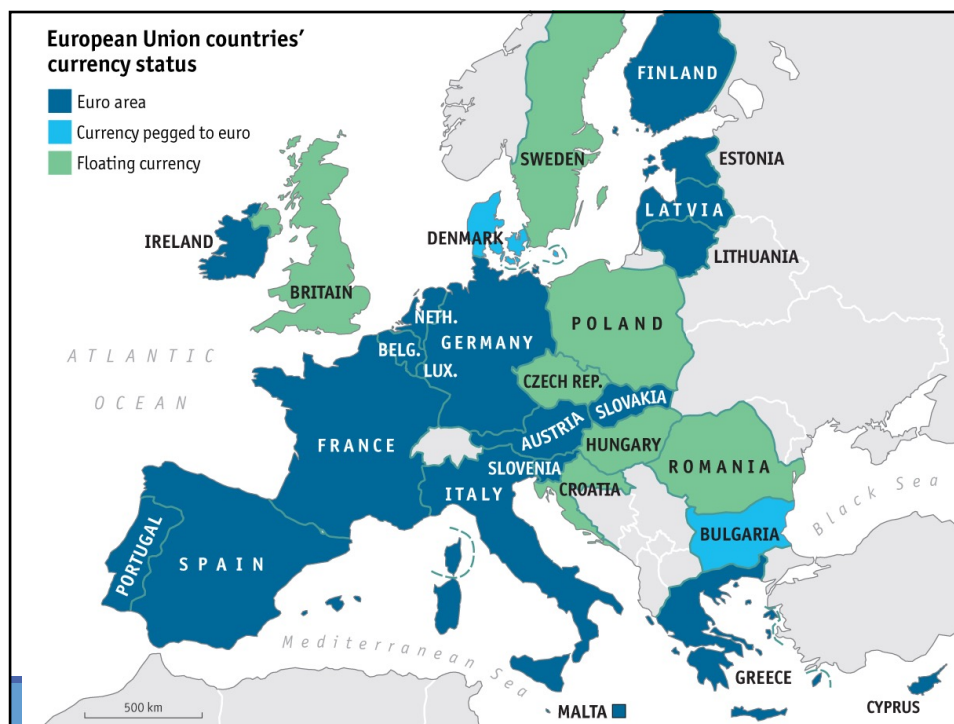 European Union countries’
currency status
Euro area
Currency pegged to euro
Floating currency
FINLAND
SWEDEN
ESTONIA
LATVIA
LITHUANIA
IRELAND
DENMARK
BRITAIN
NETH.
GERMANY
POLAND
BELG.
LUX.
ATLANTIC
OCEAN
CZECH REP.
SLOVAKIA
AUSTRIA
HUNGARY
FRANCE
SLOVENIA
ROMANIA
ITALY
CROATIA
Black Sea
BULGARIA
PORTUGAL
SPAIN
Mediterranean Sea
GREECE
CYPRUS
500 km
MALTA